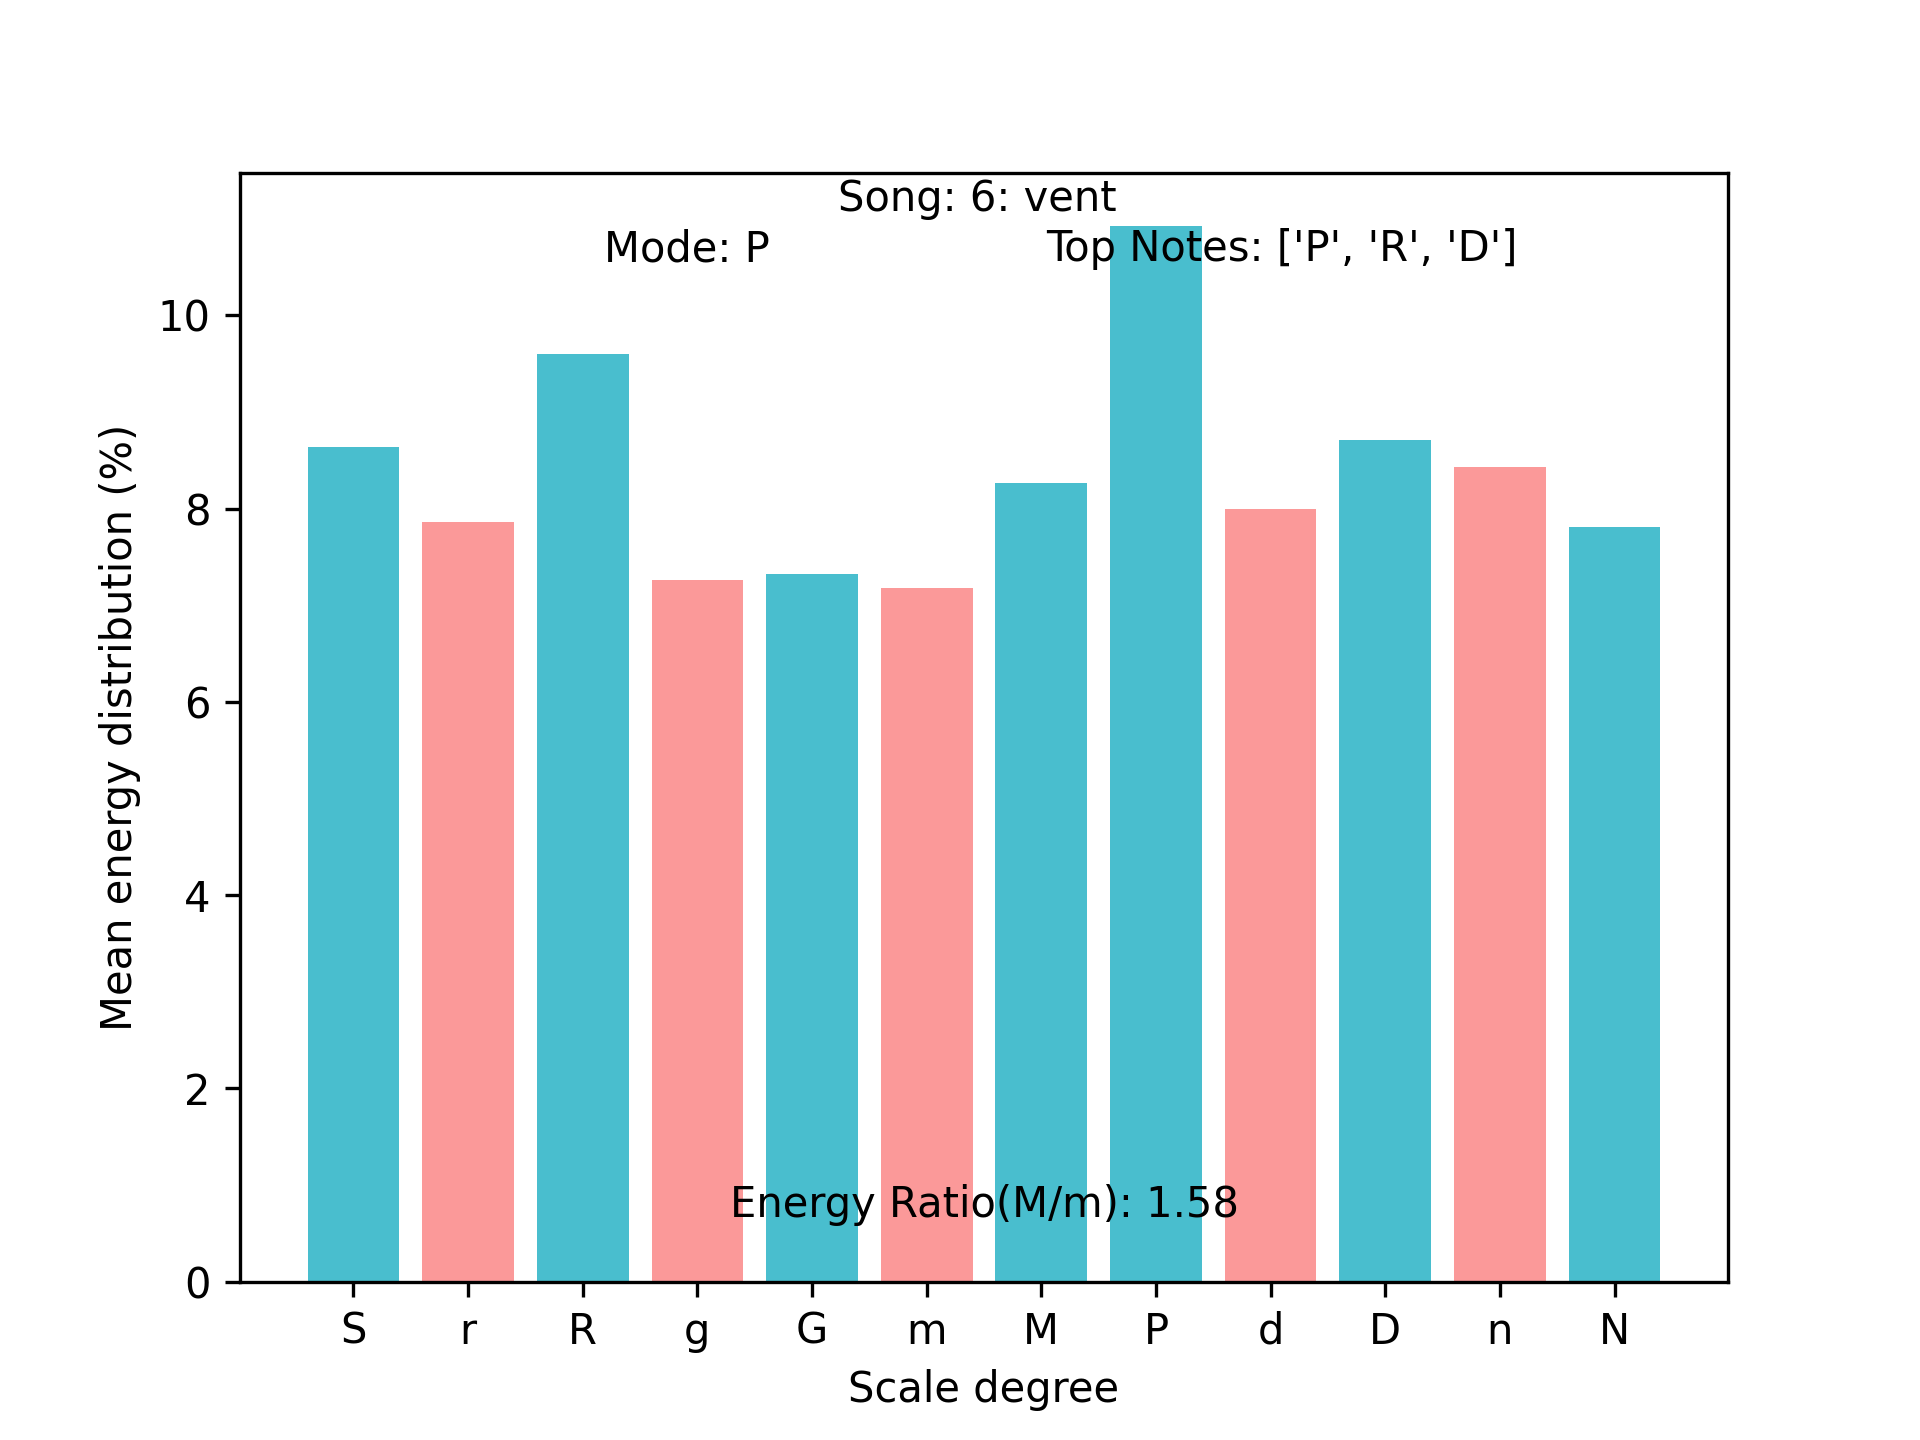 Song: 6: vent
Mode: P
Top Notes: ['P', 'R', 'D']
10
8
6
4
2
0
Mean energy distribution (%)
Energy Ratio(M/m): 1.58
S r R g G m M P d D n N
Scale degree